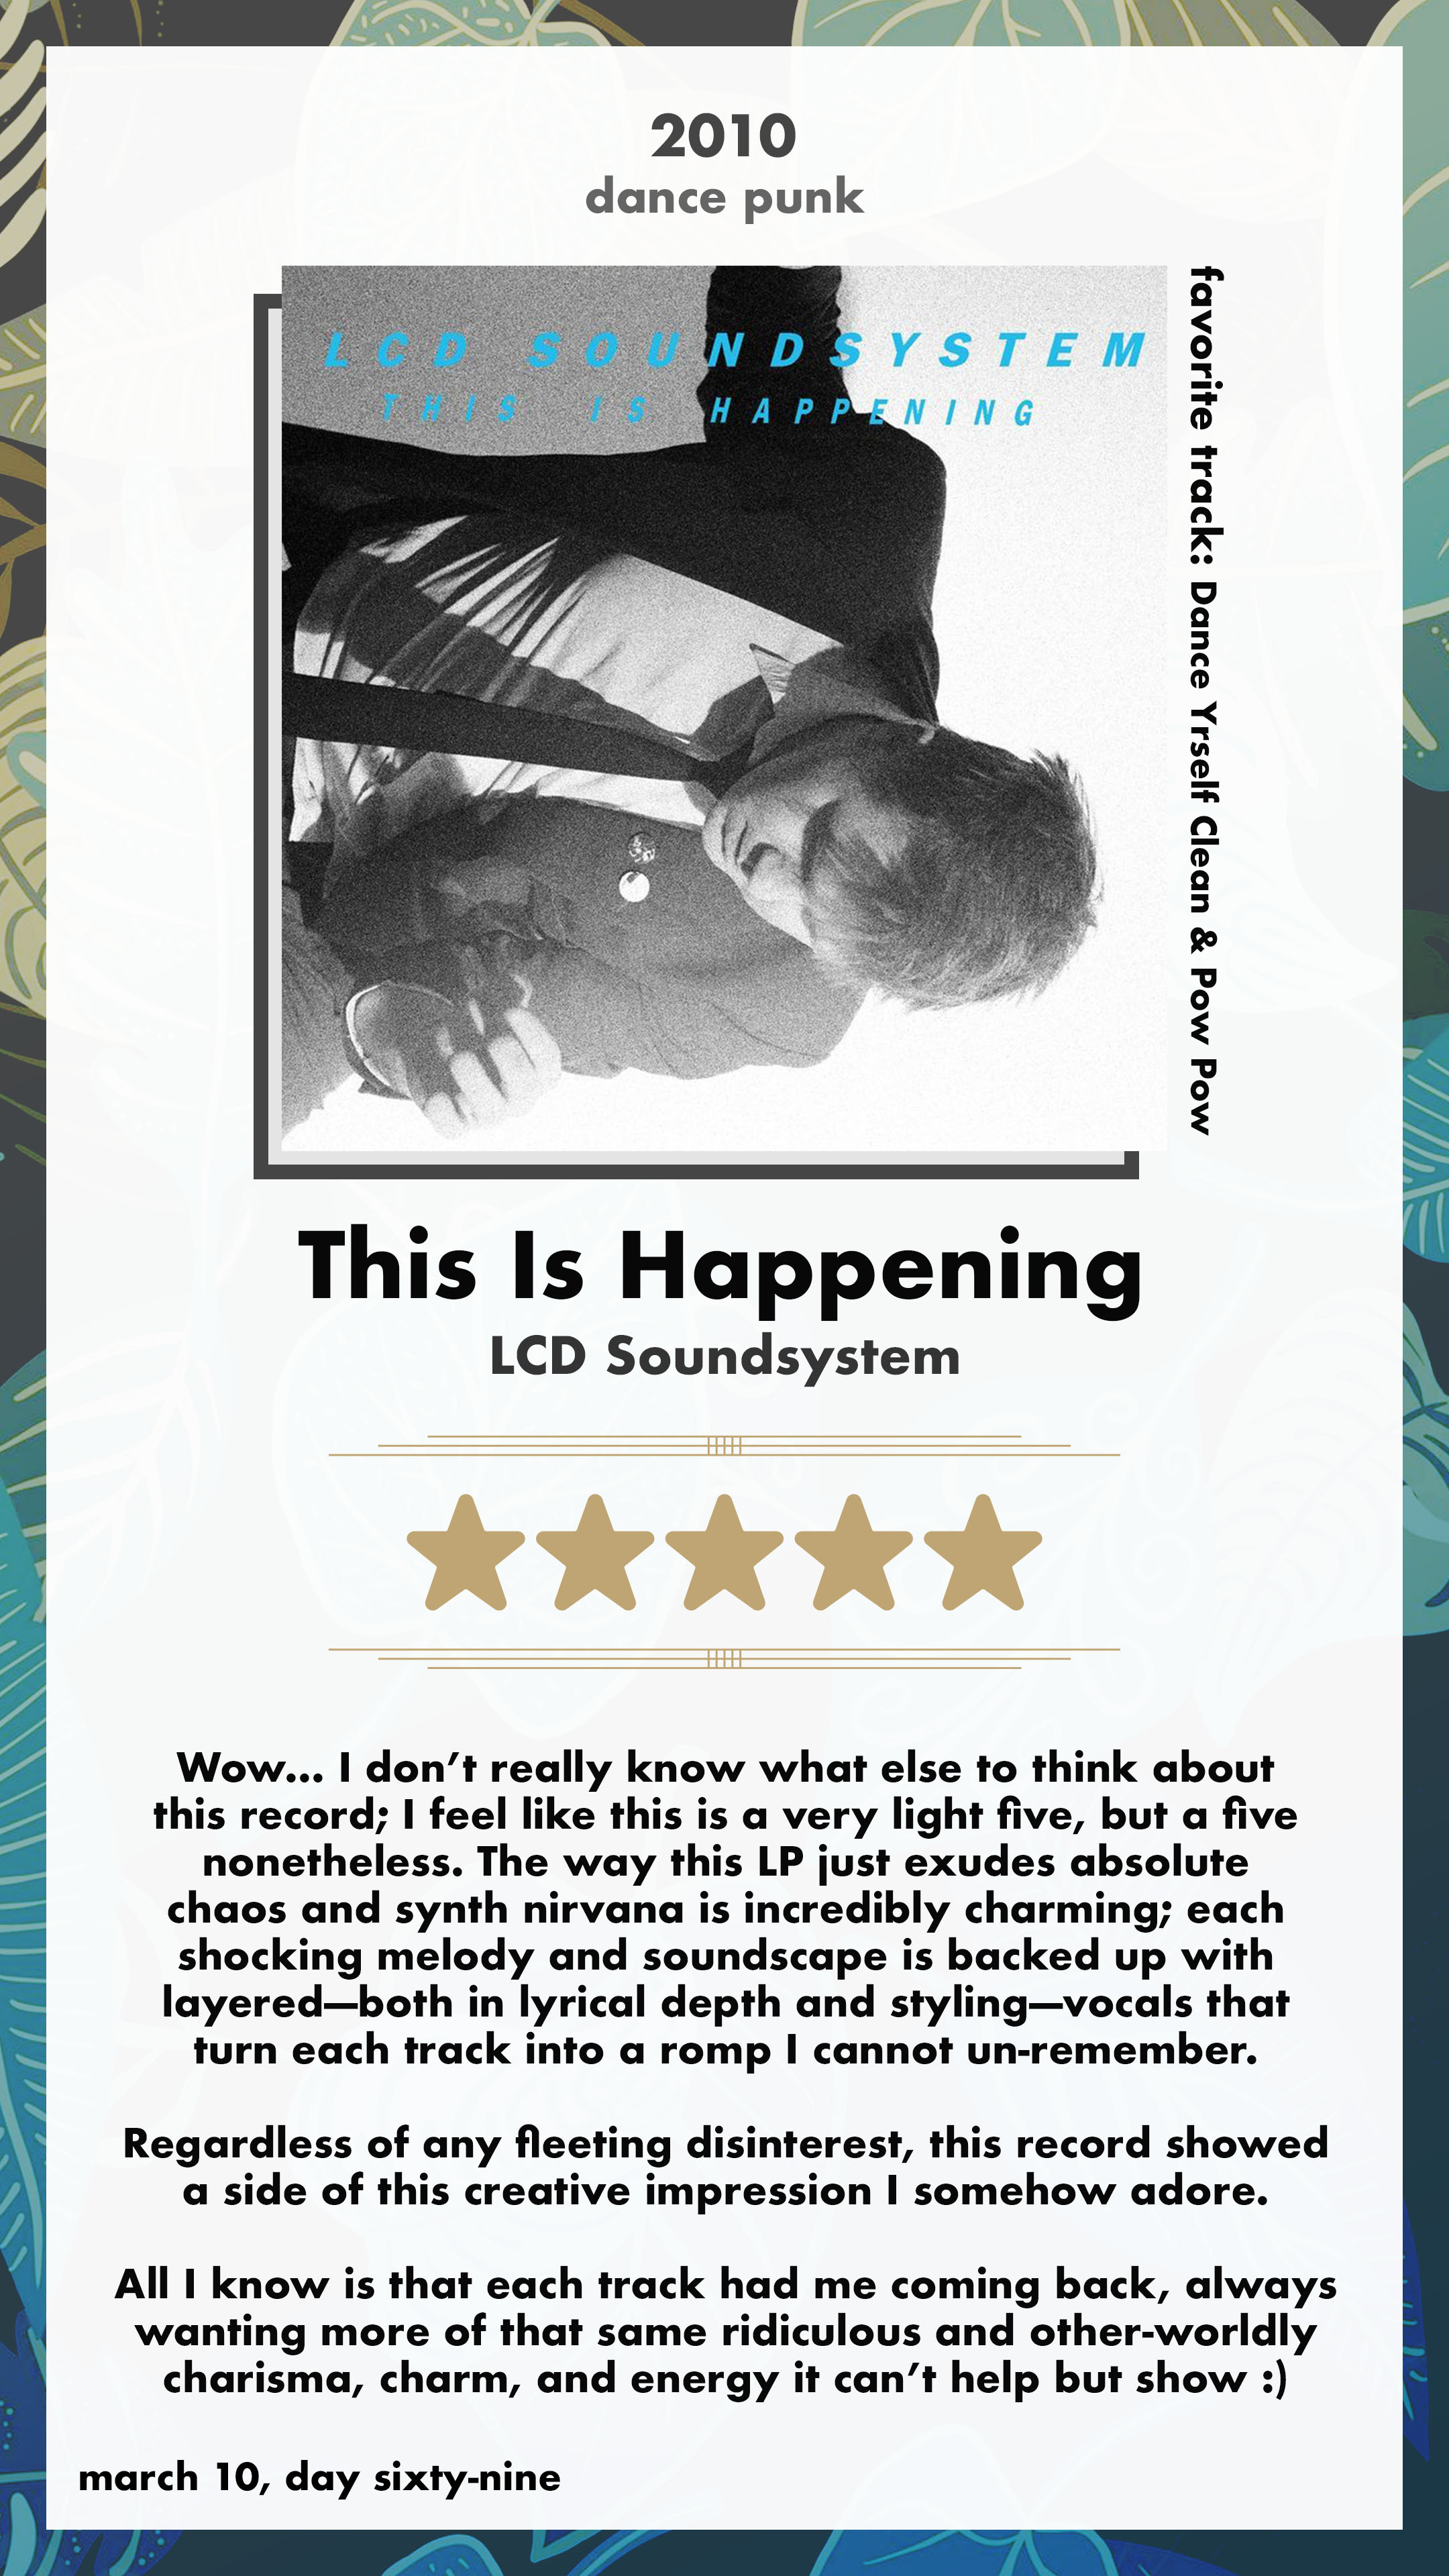 2010
dance punk
LCD SOUNDSYSTEM
THIS IS HAPPENING
favorite track: Dance Yrself Clean & Pow Pow
This Is Happening
LCD Soundsystem
Wow... I don’t really know what else to think about
this record; I feel like this is a very light five, but a five
nonetheless. The way this LP just exudes absolute
chaos and synth nirvana is incredibly charming; each
shocking melody and soundscape is backed up with
layered—both in lyrical depth and styling—vocals that
turn each track into a romp I cannot un-remember.
Regardless of any fleeting disinterest, this record showed
a side of this creative impression I somehow adore.
All I know is that each track had me coming back, always
wanting more of that same ridiculous and other-worldly
charisma, charm, and energy it can’t help but show :)
march 10, day sixty-nine